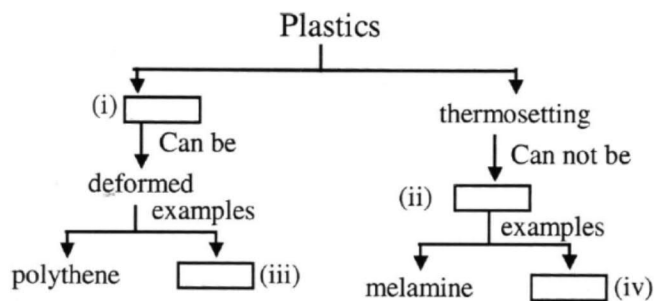 Plastics
(i)
thermosetting
Can be
Can not be
deformed
(ii)
examples
examples
polythene
(iii)
melamine
(iv)